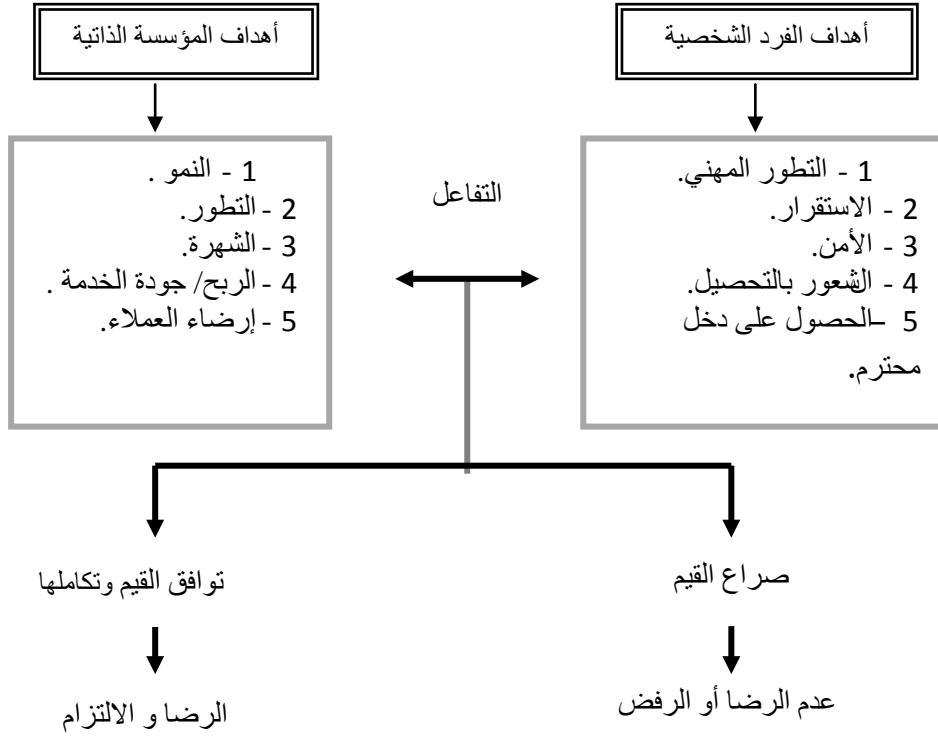 أهداف الفرد الشخصية
أهداف المؤسسة الذاتية
1 - التطور المهني.
2 - الاستقرار.
3 - الأمن.
4 - الشعور بالتحصيل.
5 –الحصول على دخل
محترم.
التفاعل
1 - النمو .
2 - التطور.
3 - الشهرة.
4 - الربح/ جودة الخدمة .
5 - إرضاء العملاء.
صراع القيم
توافق القيم وتكاملها
عدم الرضا أو الرفض
الرضا و الالتزام